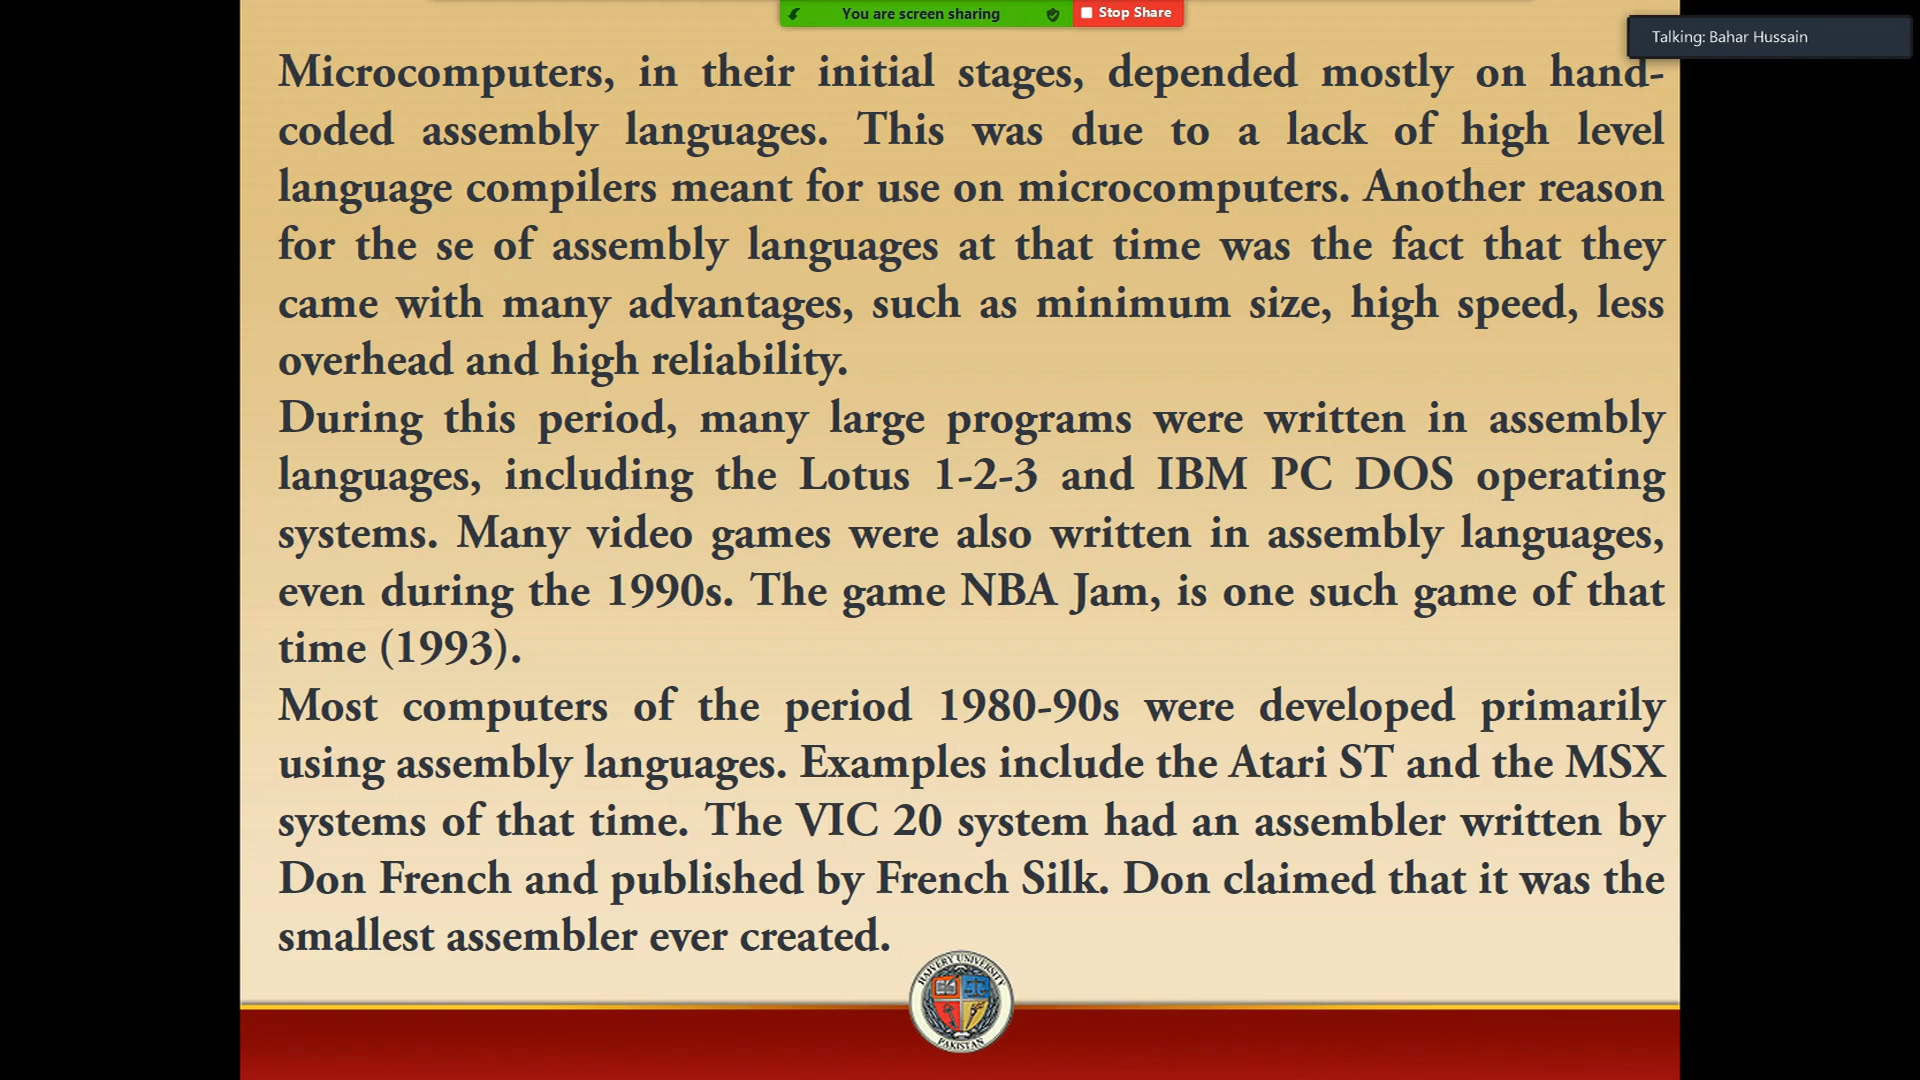 You are screen sharing
Stop Share
Talking: Bahar Hussain
Microcomputers, in their initial stages, depended mostly on hand-
coded assembly languages. This was due to a lack of high level
language compilers meant for use on microcomputers. Another reason
for the se of assembly languages at that time was the fact that they
came with many advantages, such as minimum size, high speed, less
overhead and high reliability.
During this period, many large programs were written in assembly
languages, including the Lotus 1-2-3 and IBM PC DOS operating
systems. Many video games were also written in assembly languages,
even during the 1990s. The game NBA Jam, is one such game of that
time (1993).
Most computers of the period 1980-90s were developed primarily
using assembly languages. Examples include the Atari ST and the MSX
systems of that time. The VIC 20 system had an assembler written by
Don French and published by French Silk. Don claimed that it was the
smallest assembler ever created.
HAIVERY UNIVERSITY
PAKISTAN